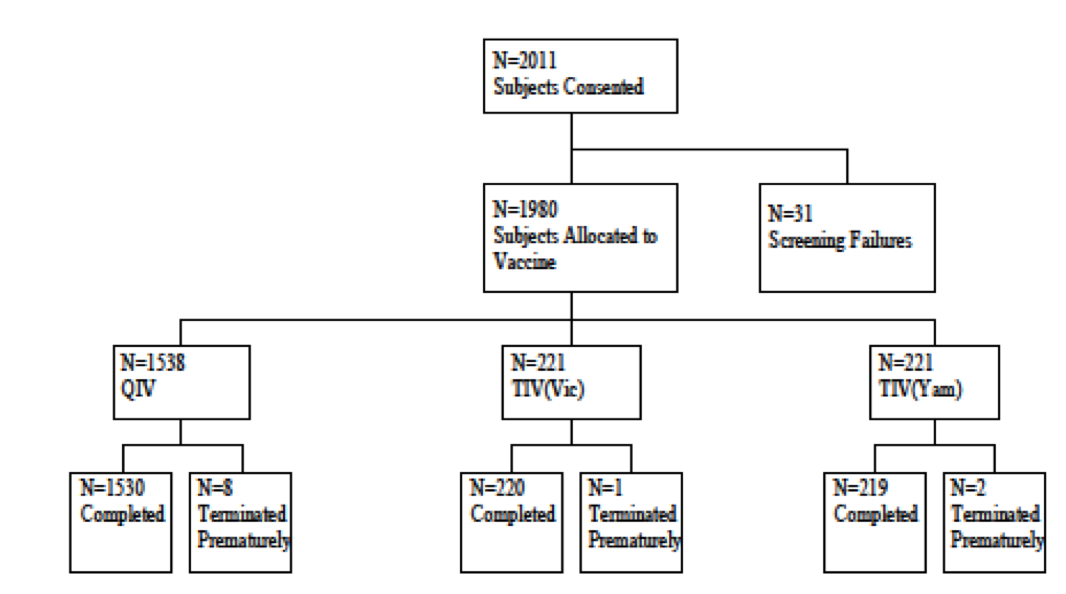 N=2011
Subjects Consented
N=1980
Subjects Allocated to
Vaccine
N=31
Screening Failures
N=1538
QIV
N=221
TIV(Vic)
N=221
TIV(Yam)
N=1530
Completed
N=8
Terminated
Prematurely
N=220
Completed
N=1
Terminated
Prematurely
N=219
Completed
N=2
Terminated
Prematurely